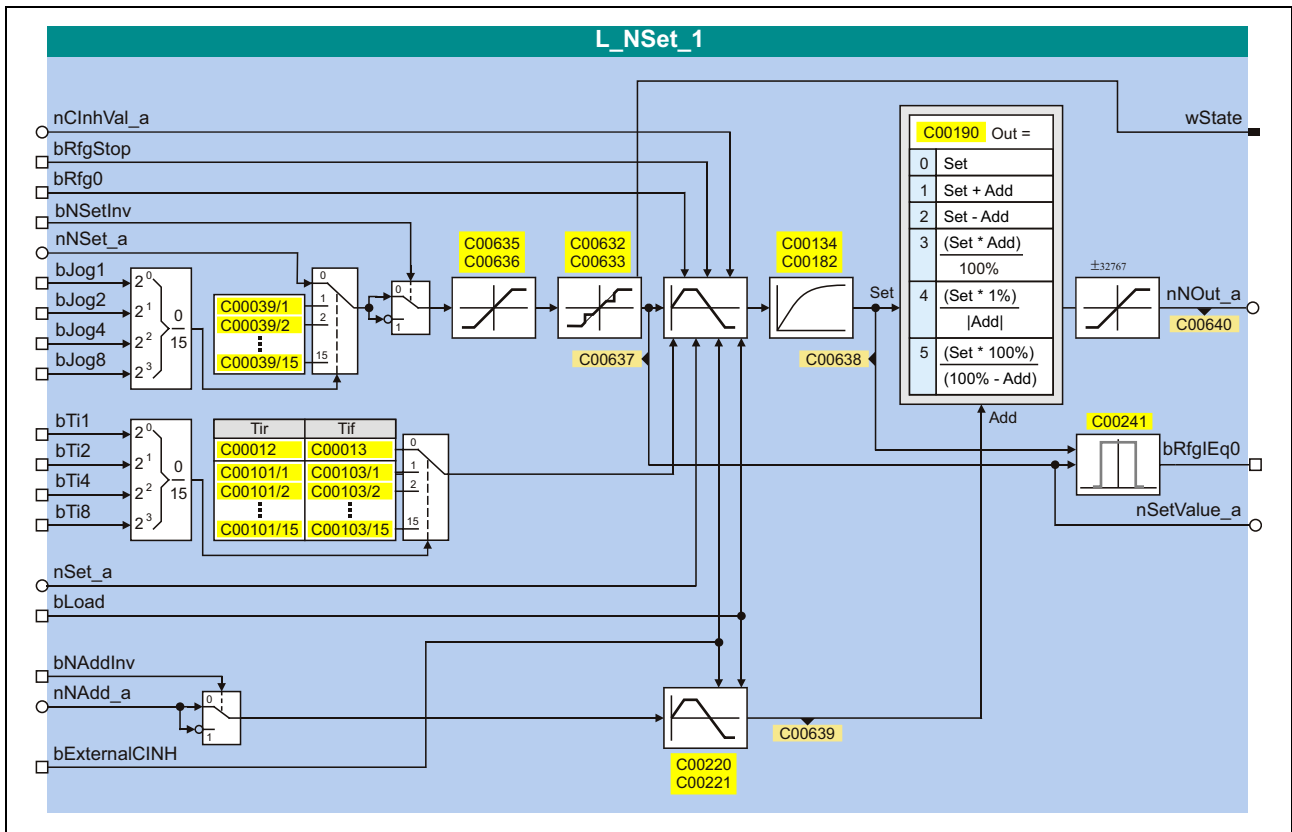 L_NSet_1
nCInhVal_a
bRfgStop
bRfg0
bNSetInv
nNSet_a
bJog1
bJog2
bJog4
bJog8
2^0
2^1
2^2
2^3
0
15
C00039/1
C00039/2
C00039/15
0
1
2
15
0
1
C00635
C00636
C00632
C00633
C00637
C00134
C00182
Set
C00638
C00190 Out =
0 Set
1 Set + Add
2 Set - Add
3 (Set * Add)
100%
4 (Set * 1%)
|Add|
5 (Set * 100%)
(100% - Add)
Add
wState
±32767
nNOut_a
C00640
C00241
bRfgIEq0
nSetValue_a
bTi1
bTi2
bTi4
bTi8
2^0
2^1
2^2
2^3
0
15
Tir Tif
C00012 C00013
C00101/1 C00103/1
C00101/2 C00103/2
C00101/15 C00103/15
0
1
2
15
nSet_a
bLoad
bNAddInv
nNAdd_a
0
1
bExternalCINH
C00639
C00220
C00221